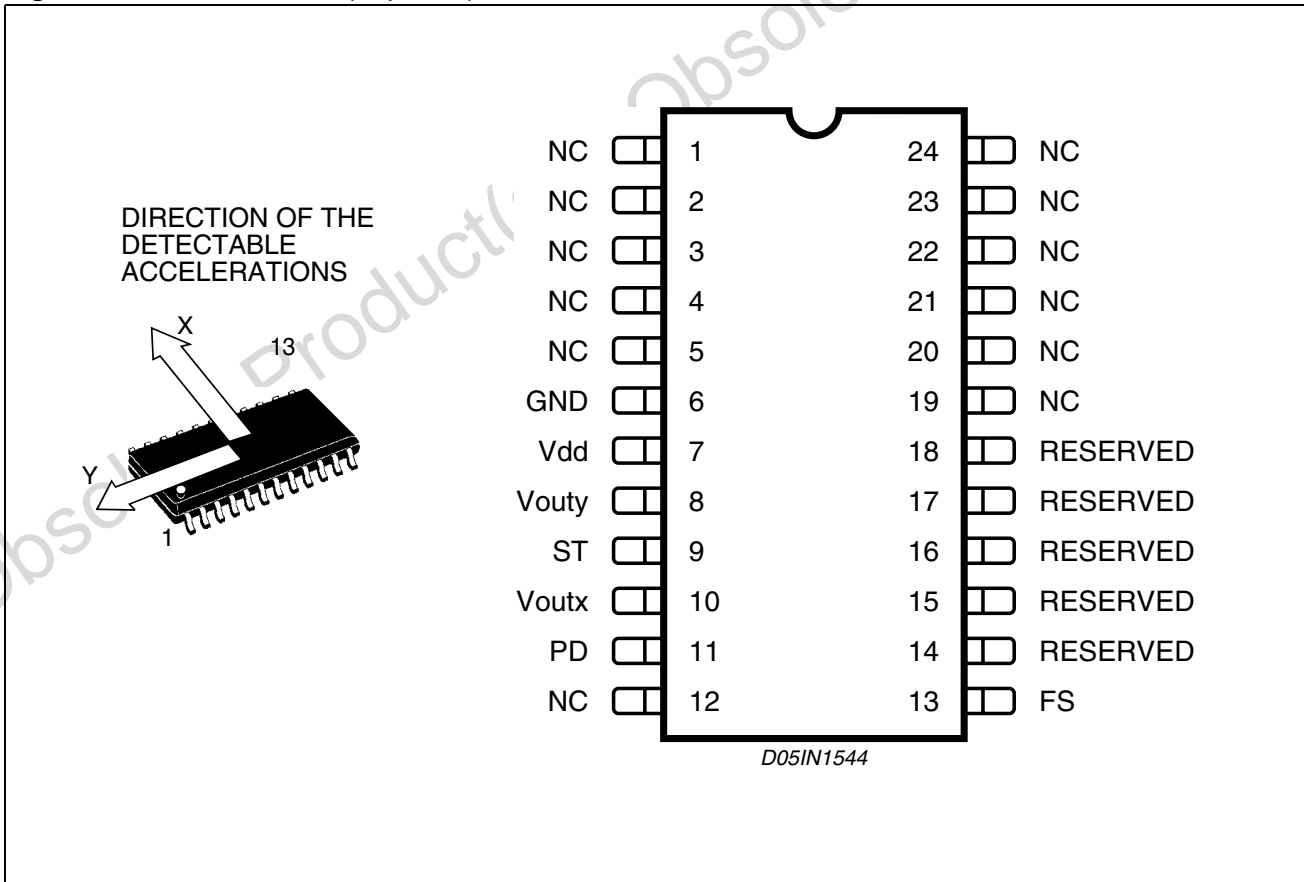 DIRECTION OF THE
DETECTABLE
ACCELERATIONS
X
13
Y
1
NC 1 24 NC
NC 2 23 NC
NC 3 22 NC
NC 4 21 NC
NC 5 20 NC
GND 6 19 NC
Vdd 7 18 RESERVED
Vouty 8 17 RESERVED
ST 9 16 RESERVED
Voutx 10 15 RESERVED
PD 11 14 RESERVED
NC 12 13 FS
D05IN1544